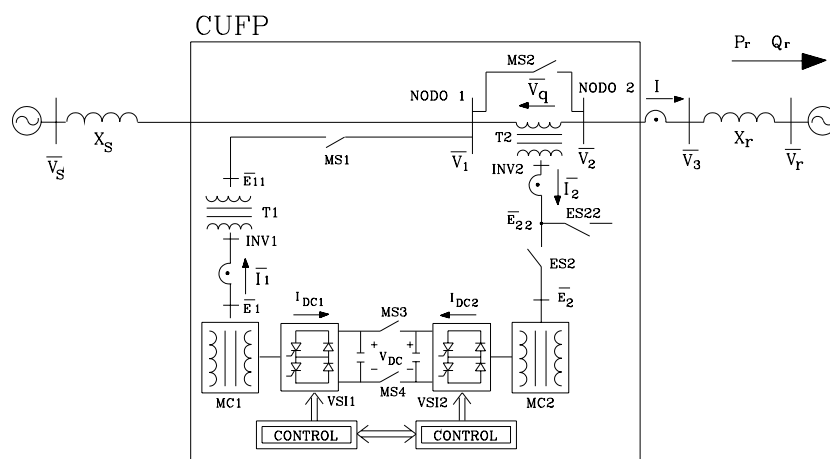 CUFP
Pr Qr
MS2
NODO 1
Vq
NODO 2
I
Xs
Vs
MS1
V1
T2
V2
V3
Xr
Vr
INV2
I2
E11
T1
E22
ES22
INV1
I1
ES2
E1
IDC1
IDC2
E2
MS3
+ +
VDC
- -
MS4
MC1
VSI1
VSI2
MC2
CONTROL
CONTROL